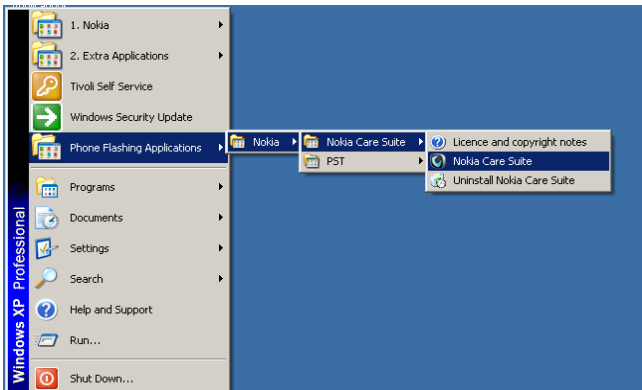 1. Nokia
2. Extra Applications
Tivoli Self Service
Windows Security Update
Phone Flashing Applications
Nokia
Nokia Care Suite
PST
Licence and copyright notes
Nokia Care Suite
Uninstall Nokia Care Suite
Programs
Documents
Settings
Search
Help and Support
Run...
Shut Down...
Windows XP Professional